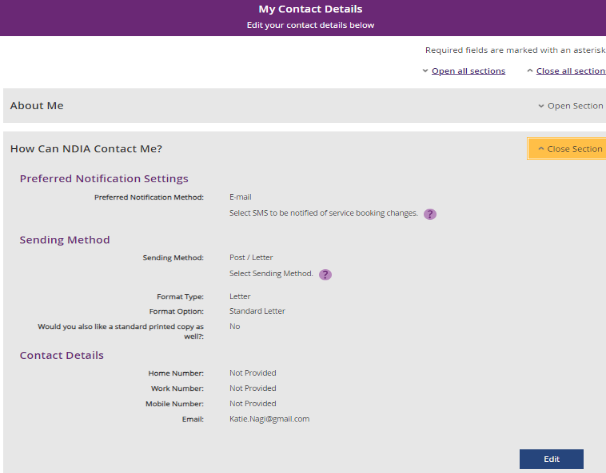 My Contact Details
Edit your contact details below
Required fields are marked with an asterisk
Open all sections Close all section
About Me Open Section
How Can NDIA Contact Me? Close Section
Preferred Notification Settings
Preferred Notification Method: E-mail
Select SMS to be notified of service booking changes. ?
Sending Method
Sending Method: Post / Letter
Select Sending Method. ?
Format Type: Letter
Format Option: Standard Letter
Would you also like a standard printed copy as No
well?:
Contact Details
Home Number: Not Provided
Work Number: Not Provided
Mobile Number: Not Provided
Email: Katie.Nagi@gmail.com
Edit